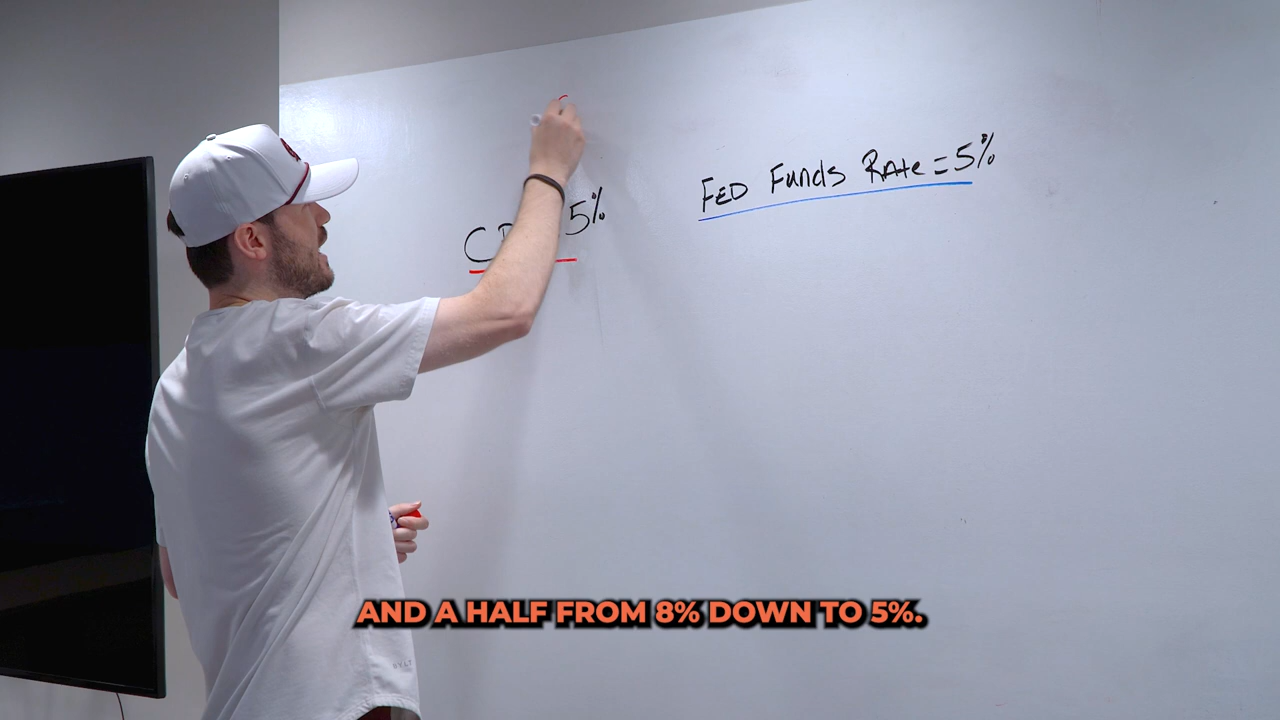 FED Funds Rate = 5%
5%
AND A HALF FROM 8% DOWN TO 5%.